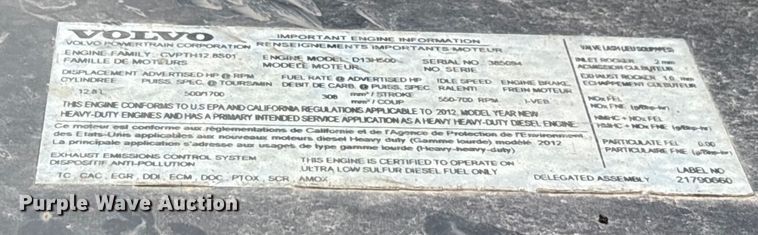 VOLVO
IMPORTANT ENGINE INFORMATION
VOLVO POWERTRAIN CORPORATION RENSEIGNEMENTS IMPORTANTS MOTEUR
ENGINE FAMILY: CVPTH12.8S01 ENGINE MODEL: D13H500 SERIAL NO 385094
FAMILLE DE MOTEURS MODELE MOTEUR NO. SERIE
DISPLACEMENT ADVERTISED HP @ RPM FUEL RATE @ ADVERTISED HP IDLE SPEED ENGINE BRAKE
CYLINDREE PUISS. SPEC @ TOURS/MIN DEBIT DE CARB. @ PUISS. SPEC RALENTI FREIN MOTEUR
12.8 L 500/1700 308 mm³ / STROKE
mm³ / COUP 550-700 RPM I-VEB
THIS ENGINE CONFORMS TO U.S EPA AND CALIFORNIA REGULATIONS APPLICABLE TO 2012 MODEL YEAR NEW
HEAVY-DUTY ENGINES AND HAS A PRIMARY INTENDED SERVICE APPLICATION AS A HEAVY HEAVY-DUTY DIESEL ENGINE.
Ce moteur est conforme aux réglementations de Californie et de l'Agence de Protection de l'Environment
des Etats-Unis applicables aux nouveaux moteurs diesel Heavy duty (Gamme lourde) modèle 2012
La principale application s'adresse aux usages de type gamme lourde (Heavy-heavy-duty)
EXHAUST EMISSIONS CONTROL SYSTEM
DISPOSITIF ANTI-POLLUTION
TC, CAC, EGR, DDI, ECM, DOC, PTOX, SCR, AMOX
THIS ENGINE IS CERTIFIED TO OPERATE ON
ULTRA LOW SULFUR DIESEL FUEL ONLY
DELEGATED ASSEMBLY
VALVE LASH (JEU SOUPAPES)
INLET ROCKER mm
ADMISSION CULBUTEUR
EXHAUST ROCKER 1.0 mm
ECHAPPEMENT CULBUTEUR
NOx FEL
NOx FNE (g/Bhp-hr)
NMHC + NOx FEL
HMHC + NOx FNE (g/Bhp-hr)
PARTICULATE FEL 0.00
PARTICULAIRE FNE (g/Bhp-hr)
LABEL NO
21790660
Purple Wave Auction